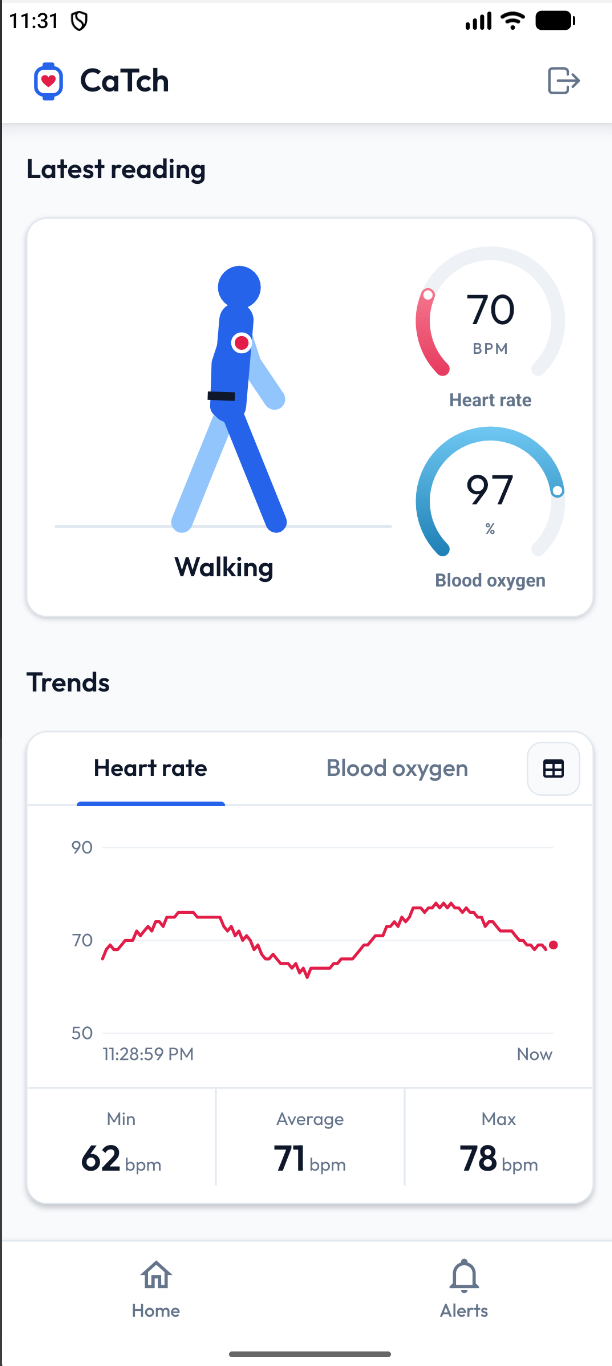 11:31
CaTch
Latest reading
70
BPM
Heart rate
97
%
Blood oxygen
Walking
Trends
Heart rate
Blood oxygen
90
70
50
11:28:59 PM
Now
Min
Average
Max
62 bpm
71 bpm
78 bpm
Home
Alerts